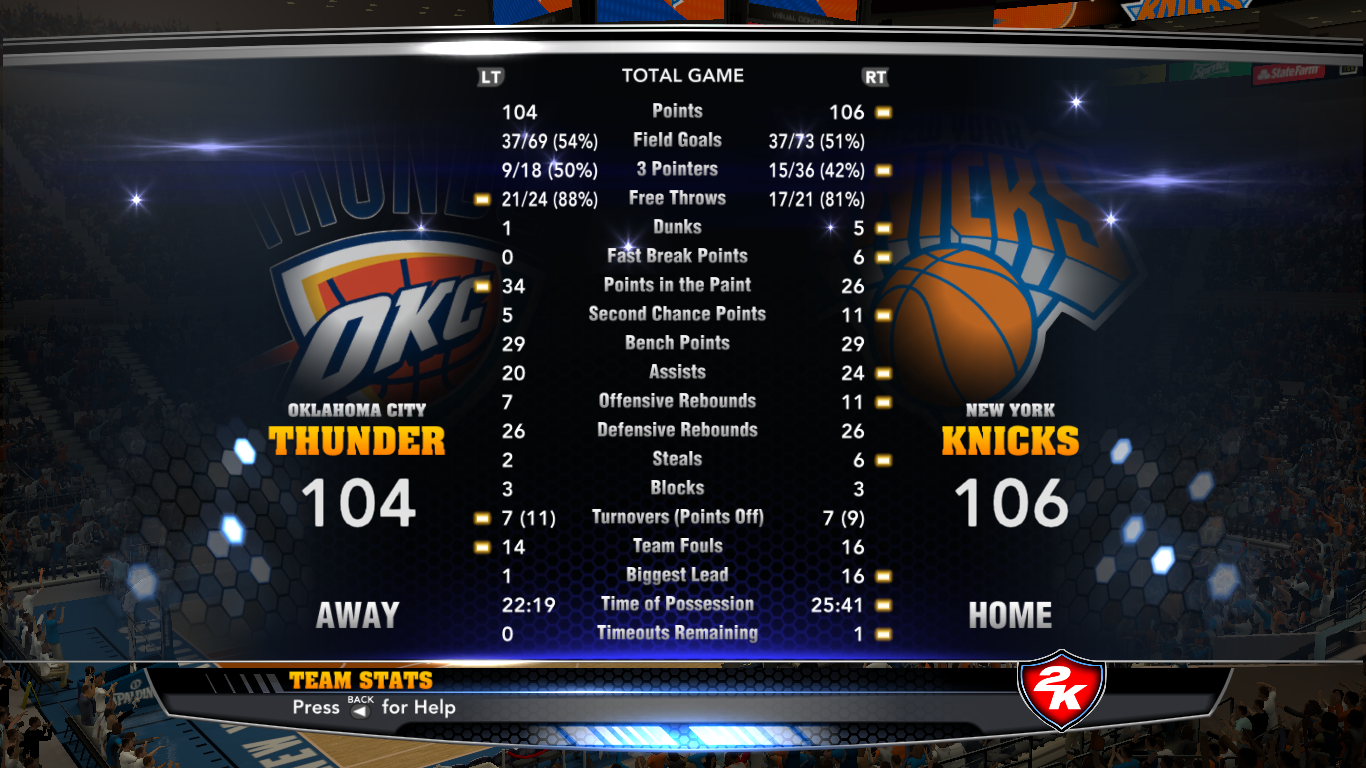 KNICKS
StateFarm
LT TOTAL GAME RT
104 Points 106
37/69 (54%) Field Goals 37/73 (51%)
9/18 (50%) 3 Pointers 15/36 (42%)
21/24 (88%) Free Throws 17/21 (81%)
1 Dunks 5
0 Fast Break Points 6
34 Points in the Paint 26
5 Second Chance Points 11
29 Bench Points 29
20 Assists 24
7 Offensive Rebounds 11
26 Defensive Rebounds 26
2 Steals 6
3 Blocks 3
7 (11) Turnovers (Points Off) 7 (9)
14 Team Fouls 16
1 Biggest Lead 16
22:19 Time of Possession 25:41
0 Timeouts Remaining 1
THUNDER
OKC
OKLAHOMA CITY
THUNDER
104
AWAY
KNICKS
NEW YORK
KNICKS
106
HOME
SPALDING
NEW
TEAM STATS
Press BACK for Help
2K